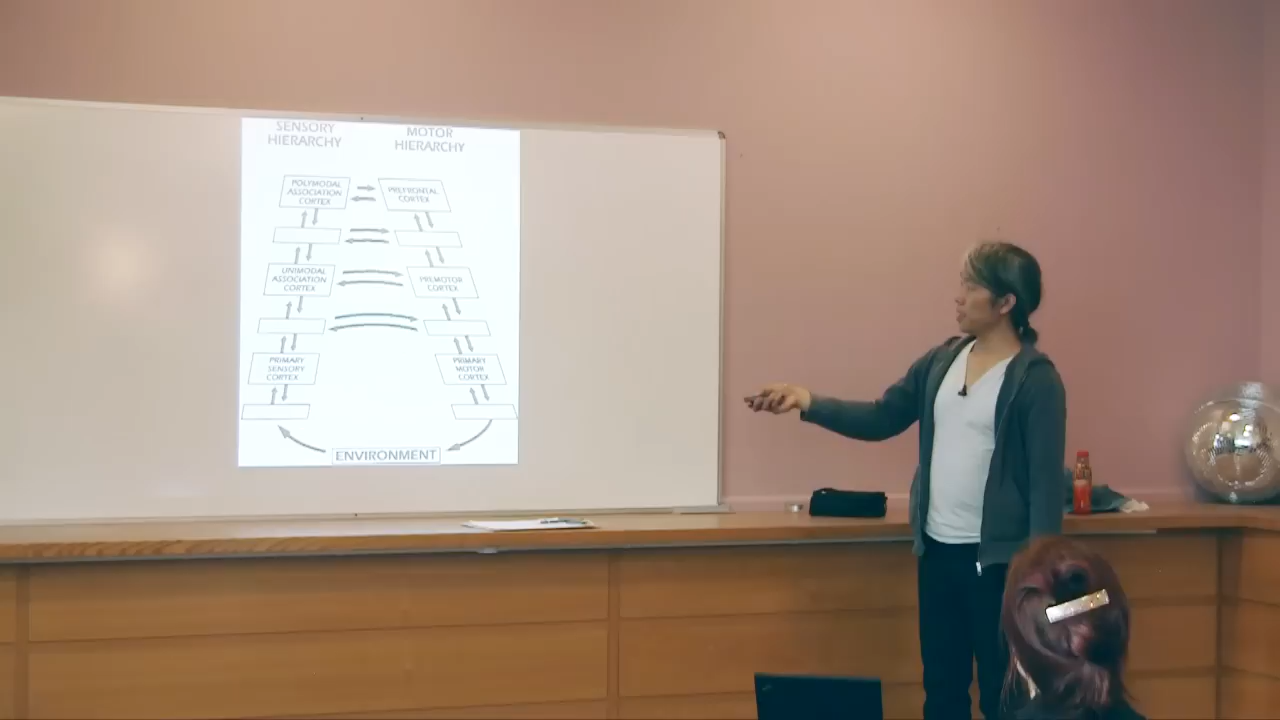 SENSORY
HIERARCHY
MOTOR
HIERARCHY
POLYMODAL
ASSOCIATION
CORTEX
PREFRONTAL
CORTEX
UNIMODAL
ASSOCIATION
CORTEX
PREMOTOR
CORTEX
PRIMARY
SENSORY
CORTEX
PRIMARY
MOTOR
CORTEX
ENVIRONMENT